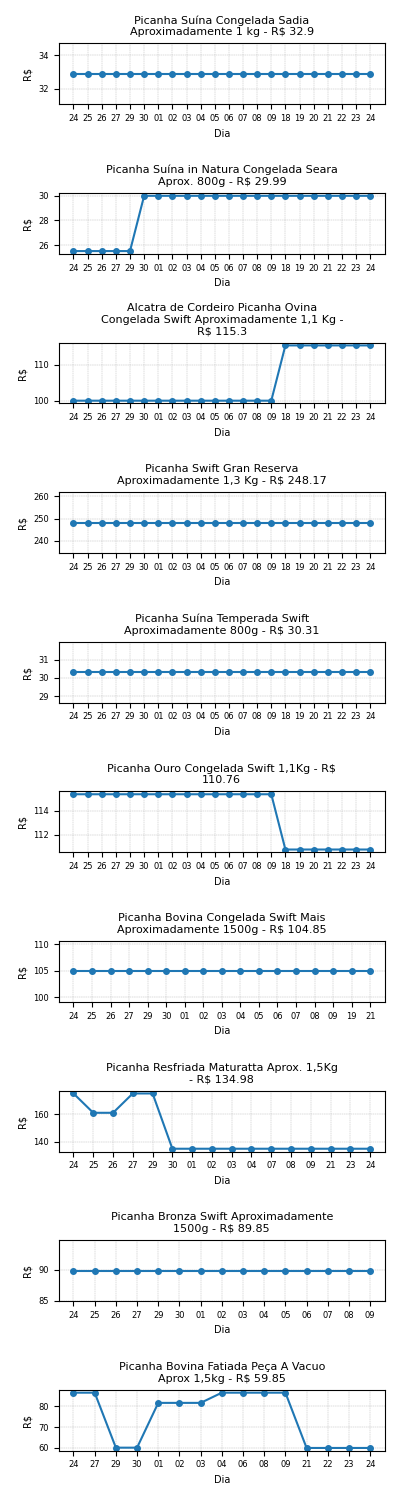 Picanha Suína Congelada Sadia
Aproximadamente 1 kg - R$ 32.9
34
32
R$
24 25 26 27 29 30 01 02 03 04 05 06 07 08 09 18 19 20 21 22 23 24
Dia
Picanha Suína in Natura Congelada Seara
Aprox. 800g - R$ 29.99
30
28
26
R$
24 25 26 27 29 30 01 02 03 04 05 06 07 08 09 18 19 20 21 22 23 24
Dia
Alcatra de Cordeiro Picanha Ovina
Congelada Swift Aproximadamente 1,1 Kg -
R$ 115.3
110
100
R$
24 25 26 27 29 30 01 02 03 04 05 06 07 08 09 18 19 20 21 22 23 24
Dia
Picanha Swift Gran Reserva
Aproximadamente 1,3 Kg - R$ 248.17
260
250
240
R$
24 25 26 27 29 30 01 02 03 04 05 06 07 08 09 18 19 20 21 22 23 24
Dia
Picanha Suína Temperada Swift
Aproximadamente 800g - R$ 30.31
31
30
29
R$
24 25 26 27 29 30 01 02 03 04 05 06 07 08 09 18 19 20 21 22 23 24
Dia
Picanha Ouro Congelada Swift 1,1Kg - R$
110.76
114
112
R$
24 25 26 27 29 30 01 02 03 04 05 06 07 08 09 18 19 20 21 22 23 24
Dia
Picanha Bovina Congelada Swift Mais
Aproximadamente 1500g - R$ 104.85
110
105
100
R$
24 25 26 27 29 30 01 02 03 04 05 06 07 08 09 19 21
Dia
Picanha Resfriada Maturatta Aprox. 1,5Kg
- R$ 134.98
160
140
R$
24 25 26 27 29 30 01 02 03 04 07 08 09 21 23 24
Dia
Picanha Bronza Swift Aproximadamente
1500g - R$ 89.85
90
85
R$
24 25 26 27 29 30 01 02 03 04 05 06 07 08 09
Dia
Picanha Bovina Fatiada Peça A Vacuo
Aprox 1,5kg - R$ 59.85
80
70
60
R$
24 27 29 30 01 02 03 04 05 06 09 21 22 23 24
Dia